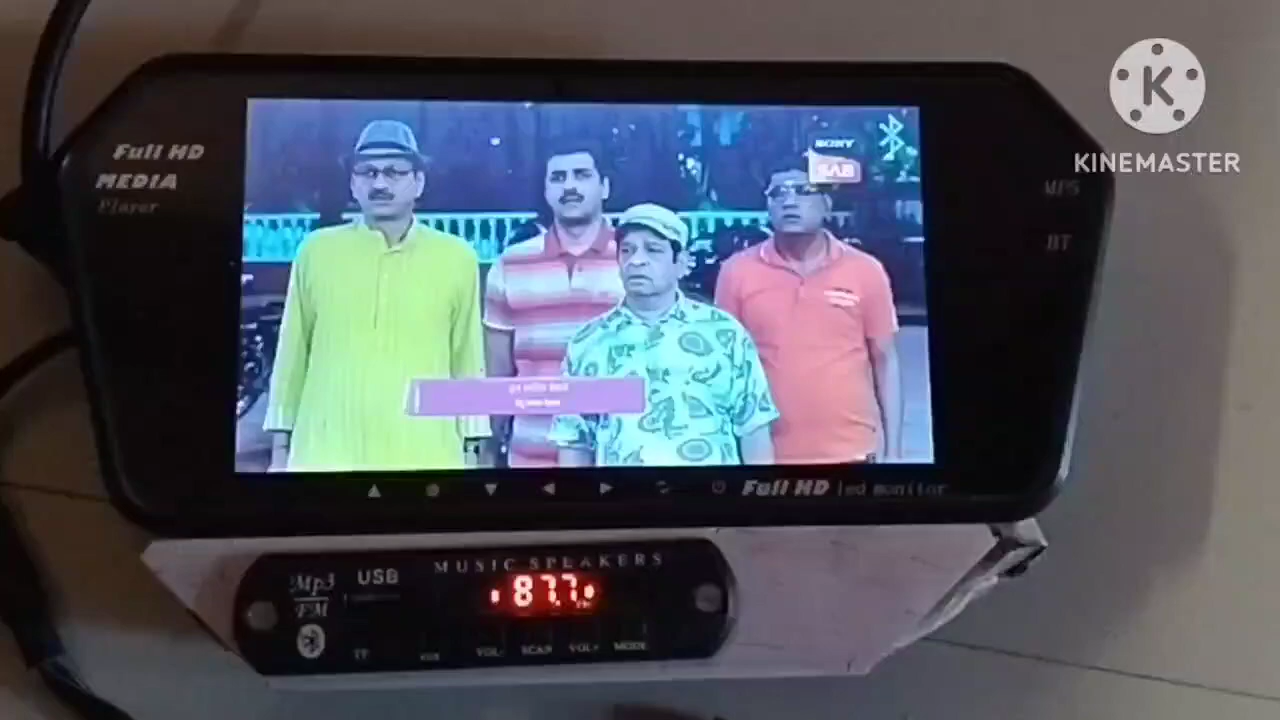 K
KINEMASTER
Full HD
MEDIA
Player
SONY
SAB
MP5
BT
Full HD led monitor
MUSIC SPEAKERS
Mp3
FM
USB
87.7
TF
VOL-
SCAN
VOL+
MODE